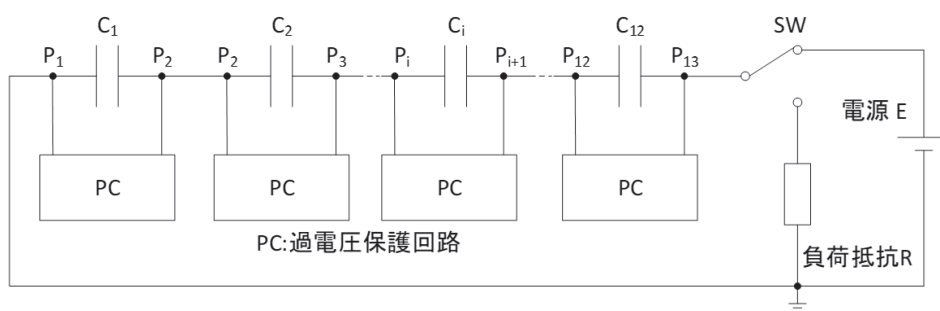 C₁ C₂ Cᵢ C₁₂ SW
P₁ P₂ P₂ P₃ Pᵢ Pᵢ₊₁ P₁₂ P₁₃
電源 E
PC PC PC PC
PC:過電圧保護回路
負荷抵抗R